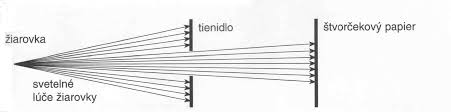 tienidlo
štvorčekový papier
žiarovka
svetelné
lúče žiarovky